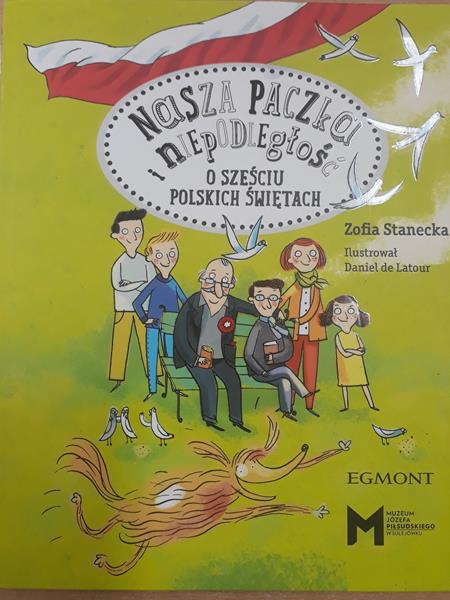 Nasza Paczka
i niepodległość
O SZEŚCIU
POLSKICH ŚWIĘTACH
Zofia Stanecka
Ilustrował
Daniel de Latour
EGMONT
MUZEUM
JÓZEFA
PIŁSUDSKIEGO
W SULEJÓWKU